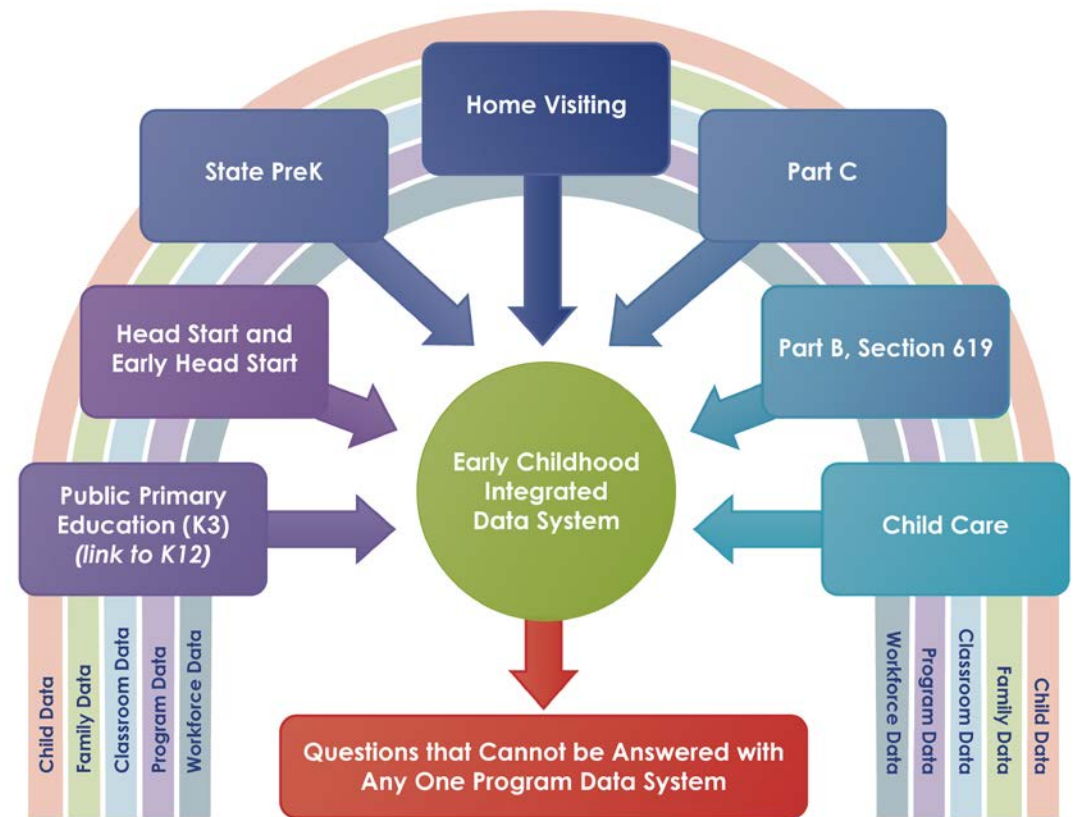 Home Visiting
State PreK
Part C
Head Start and
Early Head Start
Part B, Section 619
Public Primary
Education (K3)
(link to K12)
Early Childhood
Integrated
Data System
Child Care
Child Data
Family Data
Classroom Data
Program Data
Workforce Data
Workforce Data
Program Data
Classroom Data
Family Data
Child Data
Questions that Cannot be Answered with
Any One Program Data System